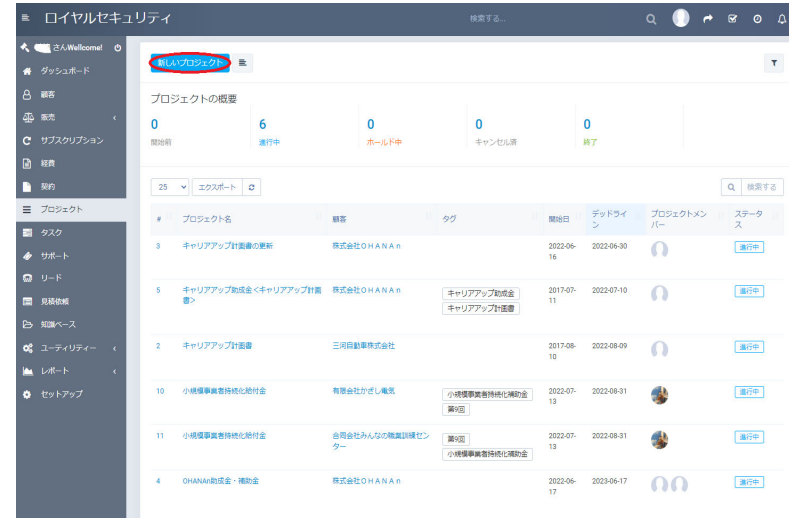 ロイヤルセキュリティ
検索する...
さんWellcome!
ダッシュボード
顧客
販売
サブスクリプション
経費
契約
プロジェクト
タスク
サポート
リード
見積依頼
知識ベース
ユーティリティー
レポート
セットアップ
新しいプロジェクト
プロジェクトの概要
0 6 0 0 0
開始前 進行中 ホールド中 キャンセル済 終了
25 エクスポート 検索する
# プロジェクト名 顧客 タグ 開始日 デッドライ プロジェクトメン ステータ
ン バー ス
3 キャリアアップ計画書の更新 株式会社ＯＨＡＮＡｎ 2022-06- 2022-06-30 進行中
16
5 キャリアアップ助成金<キャリアアップ計画 株式会社ＯＨＡＮＡｎ キャリアアップ助成金 2017-07- 2022-07-10 進行中
書> キャリアアップ計画書 11
2 キャリアアップ計画書 三河自動車株式会社 2017-08- 2022-08-09 進行中
10
10 小規模事業者持続化給付金 有限会社かぎし電気 小規模事業者持続化補助金 2022-07- 2022-08-31 進行中
第9回 13
11 小規模事業者持続化給付金 合同会社みんなの職業訓練セン 第9回 2022-07- 2022-08-31 進行中
ター 小規模事業者持続化補助金 13
4 OHANAn助成金・補助金 株式会社ＯＨＡＮＡｎ 2022-06- 2023-06-17 進行中
17